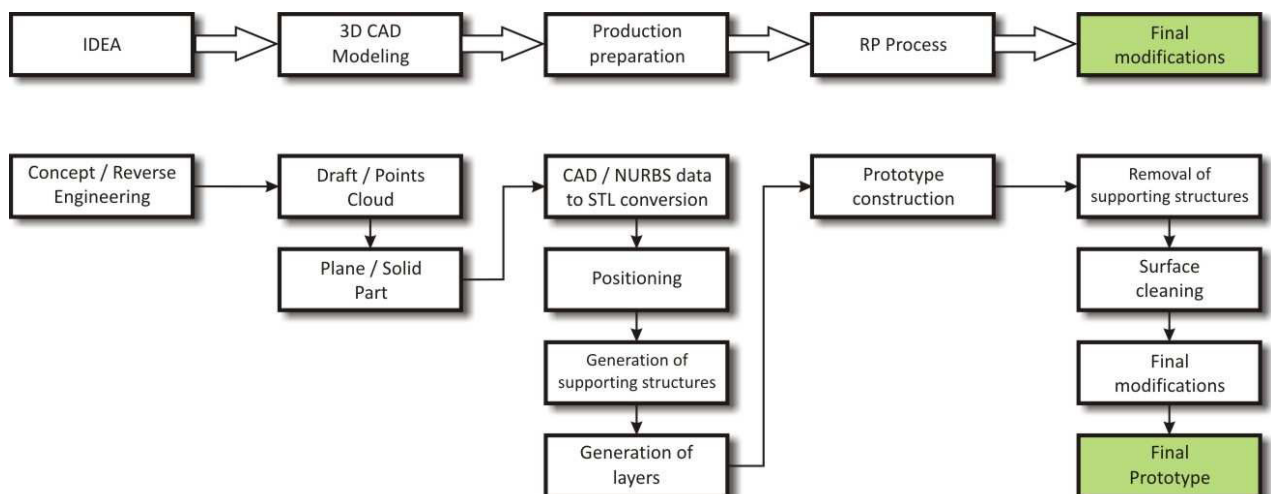 IDEA
3D CAD
Modeling
Production
preparation
RP Process
Final
modifications
Concept / Reverse
Engineering
Draft / Points
Cloud
Plane / Solid
Part
CAD / NURBS data
to STL conversion
Positioning
Generation of
supporting structures
Generation of
layers
Prototype
construction
Removal of
supporting structures
Surface
cleaning
Final
modifications
Final
Prototype